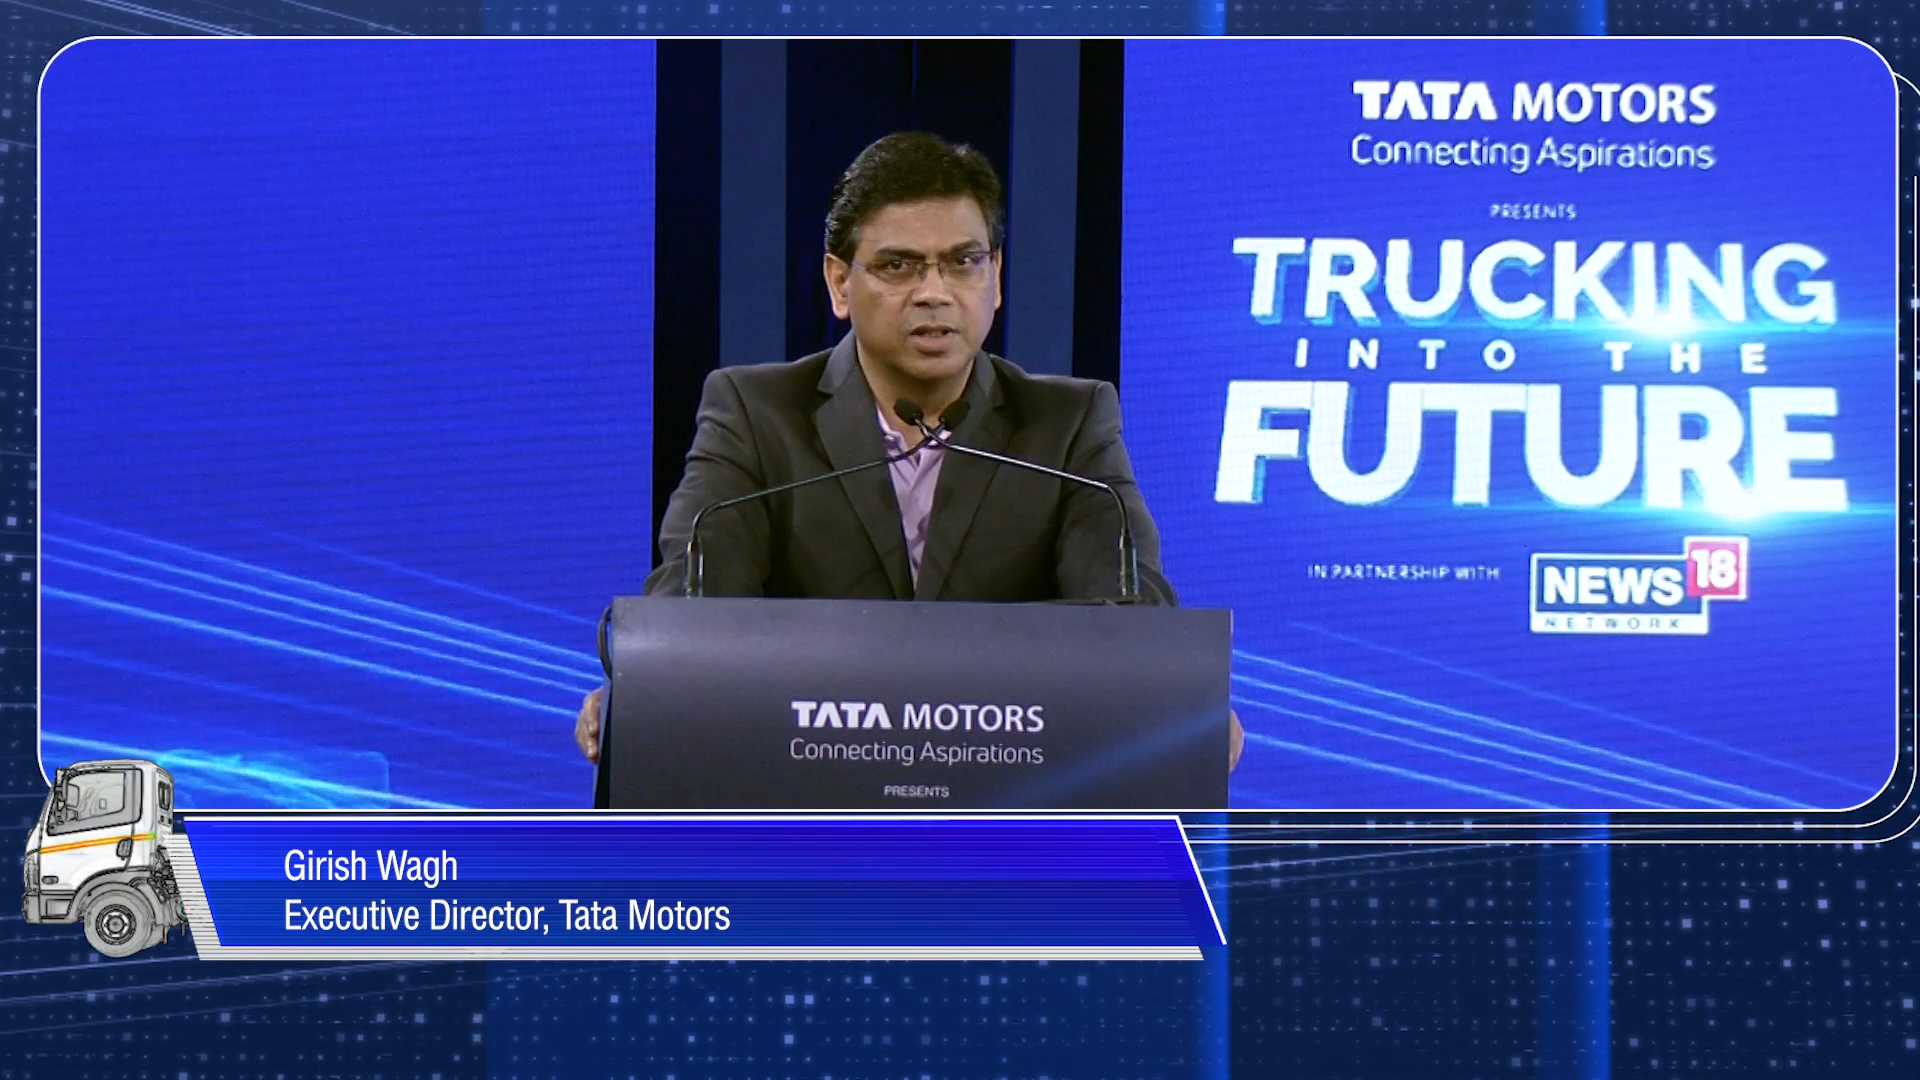 TATA MOTORS
Connecting Aspirations
PRESENTS
TRUCKING
INTO THE
FUTURE
IN PARTNERSHIP WITH
NEWS 18
NETWORK
TATA MOTORS
Connecting Aspirations
PRESENTS
Girish Wagh
Executive Director, Tata Motors